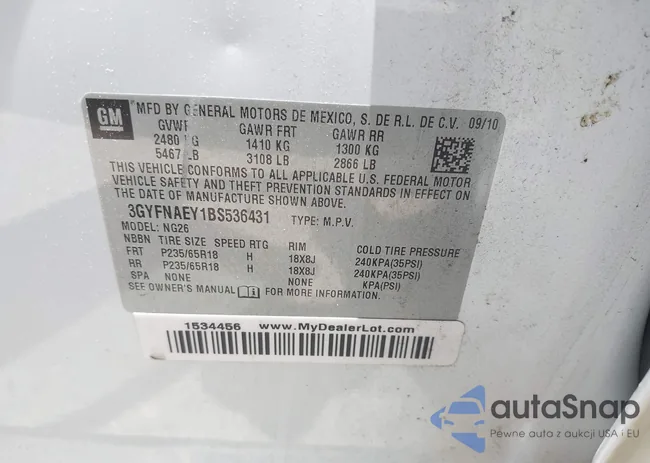 GM
MFD BY GENERAL MOTORS DE MEXICO, S. DE R.L. DE C.V. 09/10
GVWR GAWR FRT GAWR RR
2480 KG 1410 KG 1300 KG
5467 LB 3108 LB 2866 LB
THIS VEHICLE CONFORMS TO ALL APPLICABLE U.S. FEDERAL MOTOR
VEHICLE SAFETY AND THEFT PREVENTION STANDARDS IN EFFECT ON
THE DATE OF MANUFACTURE SHOWN ABOVE.
3GYFNAEY1BS536431 TYPE: M.P.V.
MODEL: NG26
NBBN TIRE SIZE SPEED RTG RIM COLD TIRE PRESSURE
FRT P235/65R18 H 18X8J 240KPA(35PSI)
RR P235/65R18 H 18X8J 240KPA(35PSI)
SPA NONE NONE KPA(PSI)
SEE OWNER'S MANUAL FOR MORE INFORMATION.
1534456 www.MyDealerLot.com
autaSnap
Pewne auta z aukcji USA i EU